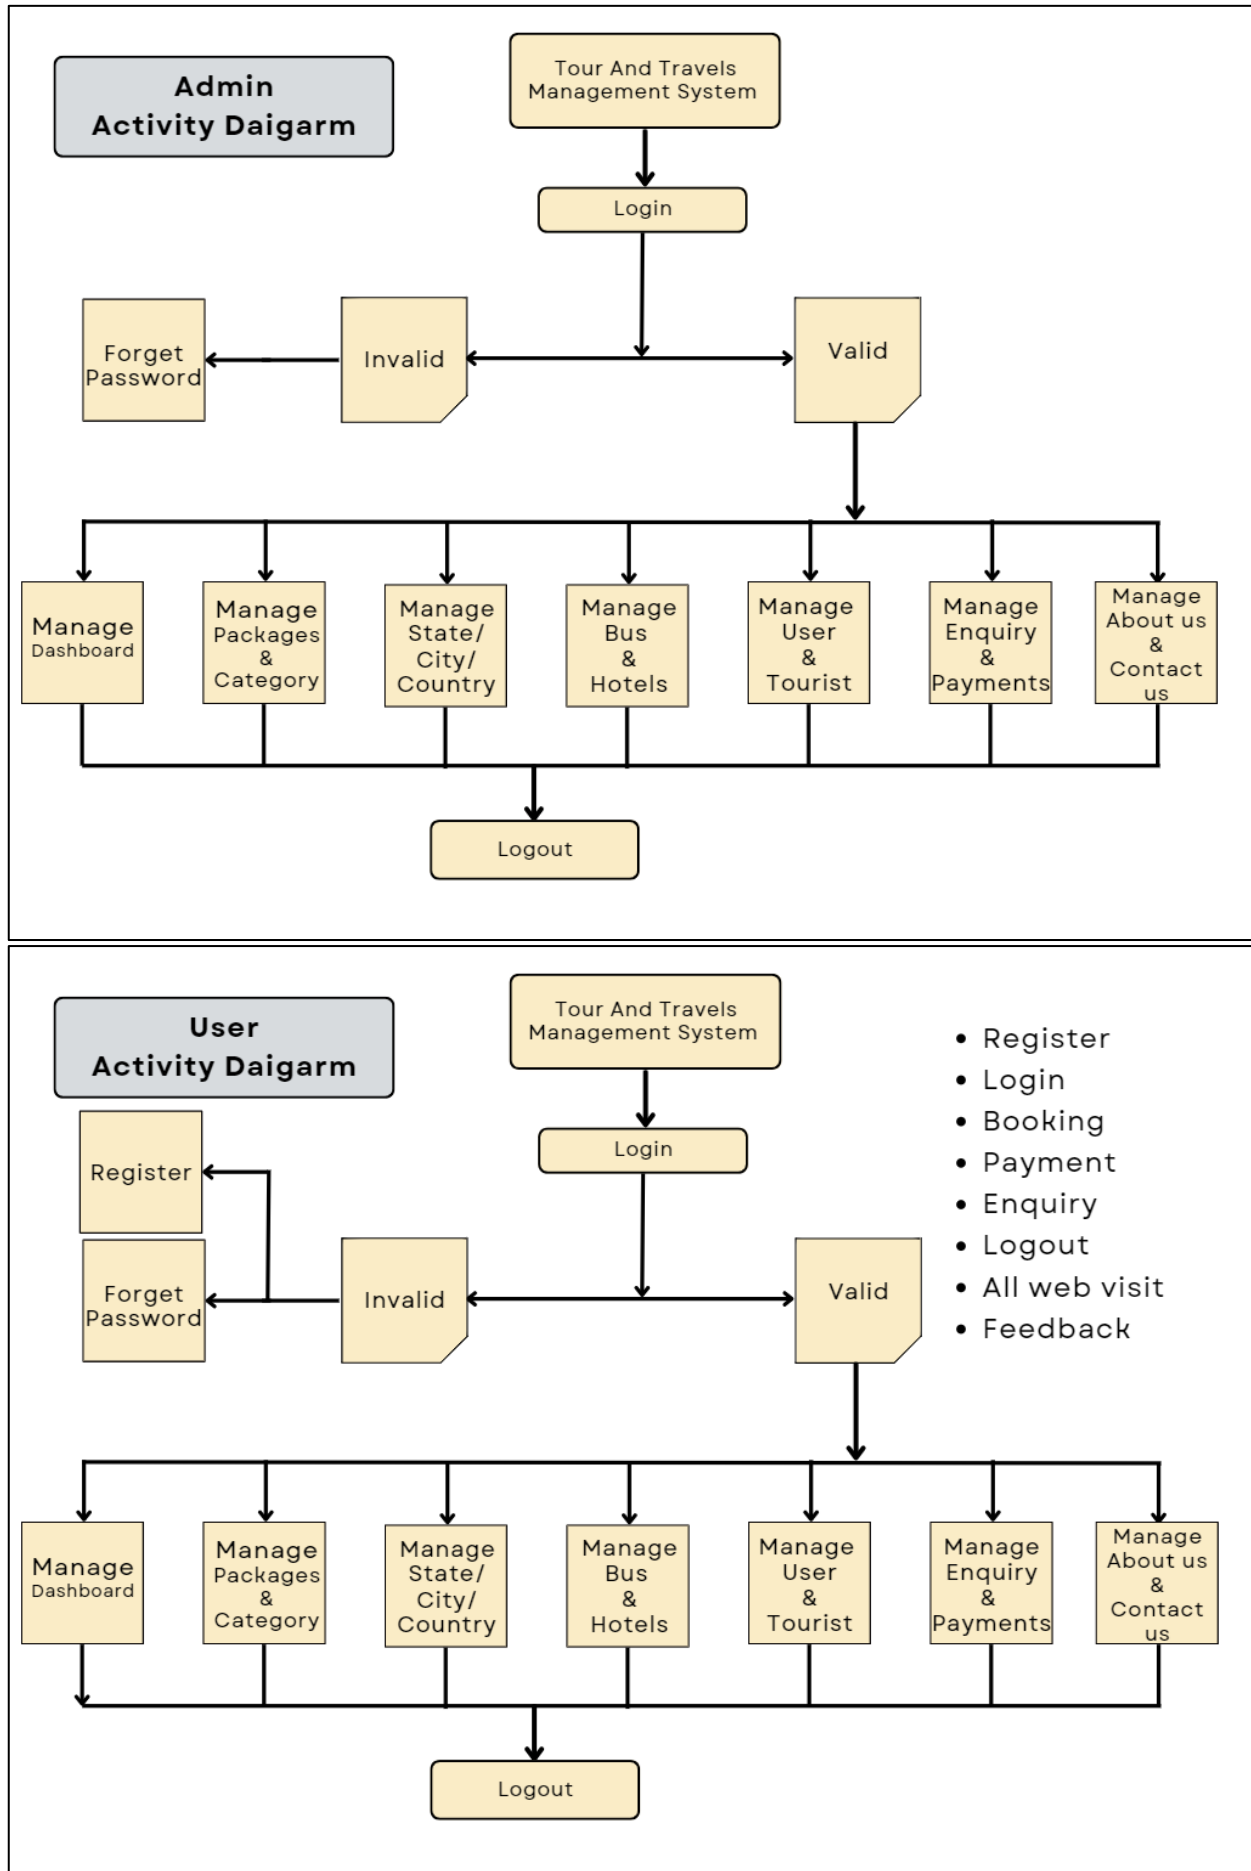 Admin
Activity Daigarm
Tour And Travels
Management System
Login
Forget
Password
Invalid
Valid
Manage
Dashboard
Manage
Packages
&
Category
Manage
State/
City/
Country
Manage
Bus
&
Hotels
Manage
User
&
Tourist
Manage
Enquiry
&
Payments
Manage
About us
&
Contact
us
Logout
User
Activity Daigarm
Tour And Travels
Management System
• Register
• Login
• Booking
• Payment
• Enquiry
• Logout
• All web visit
• Feedback
Login
Register
Forget
Password
Invalid
Valid
Manage
Dashboard
Manage
Packages
&
Category
Manage
State/
City/
Country
Manage
Bus
&
Hotels
Manage
User
&
Tourist
Manage
Enquiry
&
Payments
Manage
About us
&
Contact
us
Logout